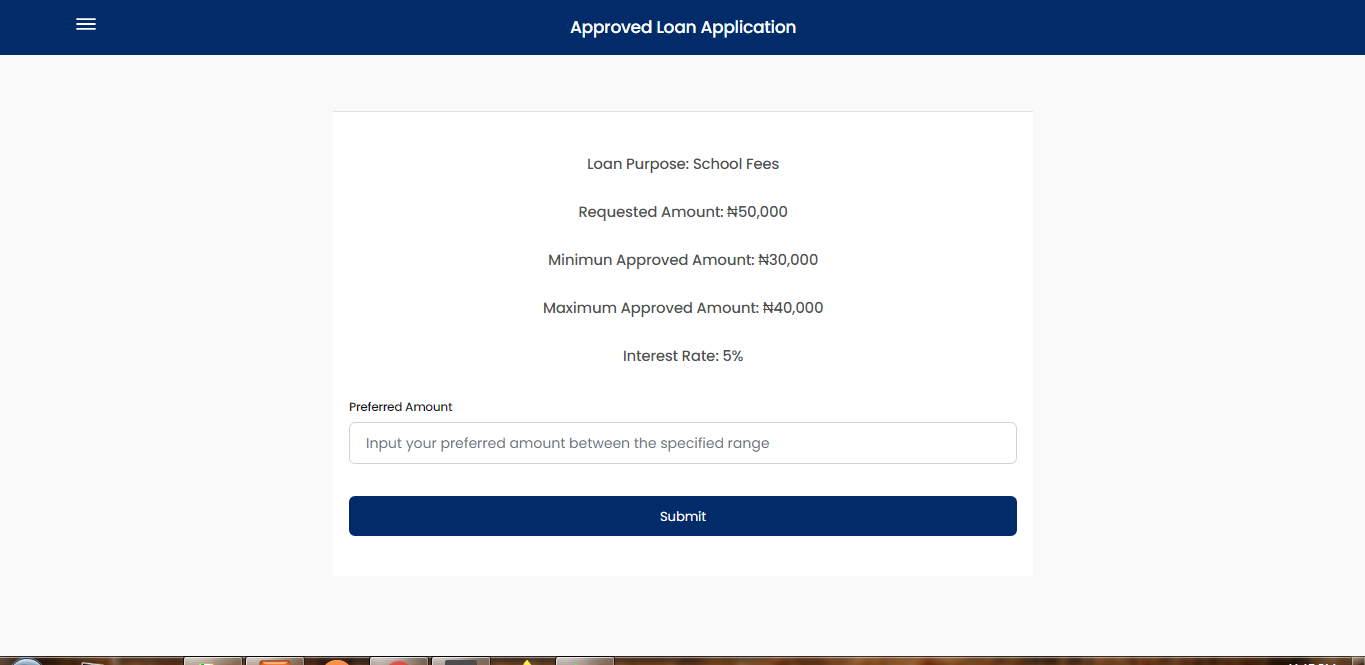 Approved Loan Application
Loan Purpose: School Fees
Requested Amount: ₦50,000
Minimun Approved Amount: ₦30,000
Maximum Approved Amount: ₦40,000
Interest Rate: 5%
Preferred Amount
Input your preferred amount between the specified range
Submit